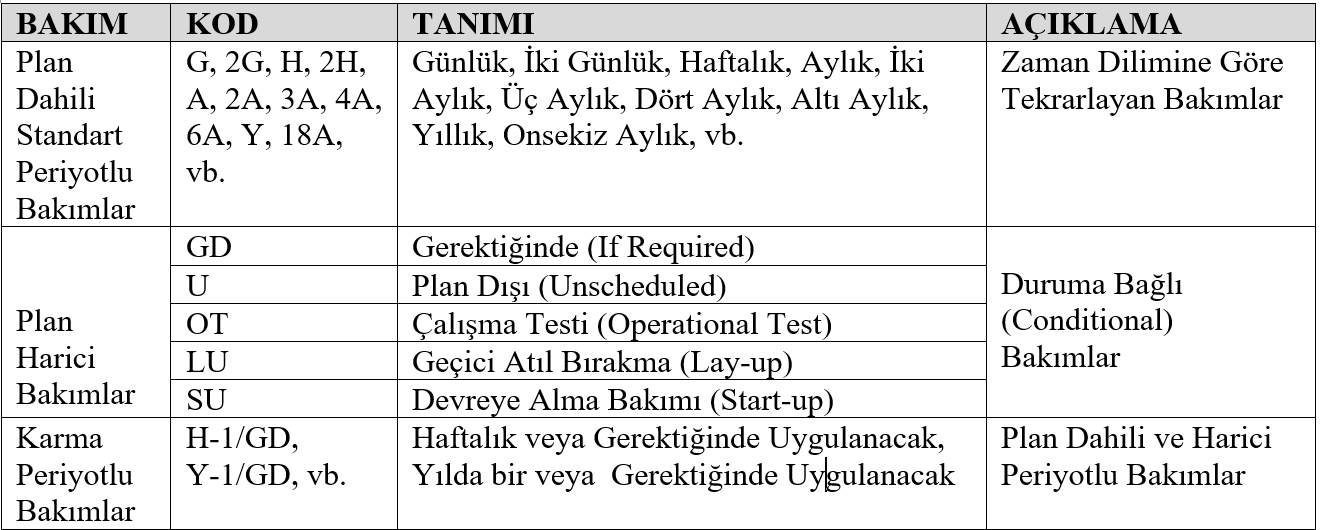 BAKIM KOD TANIMI AÇIKLAMA
Plan
Dahili
Standart
Periyotlu
Bakımlar
G, 2G, H, 2H,
A, 2A, 3A, 4A,
6A, Y, 18A,
vb.
Günlük, İki Günlük, Haftalık, Aylık, İki
Aylık, Üç Aylık, Dört Aylık, Altı Aylık,
Yıllık, Onsekiz Aylık, vb.
Zaman Dilimine Göre
Tekrarlayan Bakımlar
Plan
Harici
Bakımlar
GD Gerektiğinde (If Required)
U Plan Dışı (Unscheduled)
OT Çalışma Testi (Operational Test)
LU Geçici Atıl Bırakma (Lay-up)
SU Devreye Alma Bakımı (Start-up)
Duruma Bağlı
(Conditional)
Bakımlar
Karma
Periyotlu
Bakımlar
H-1/GD,
Y-1/GD, vb.
Haftalık veya Gerektiğinde Uygulanacak,
Yılda bir veya  Gerektiğinde Uygulanacak
Plan Dahili ve Harici
Periyotlu Bakımlar